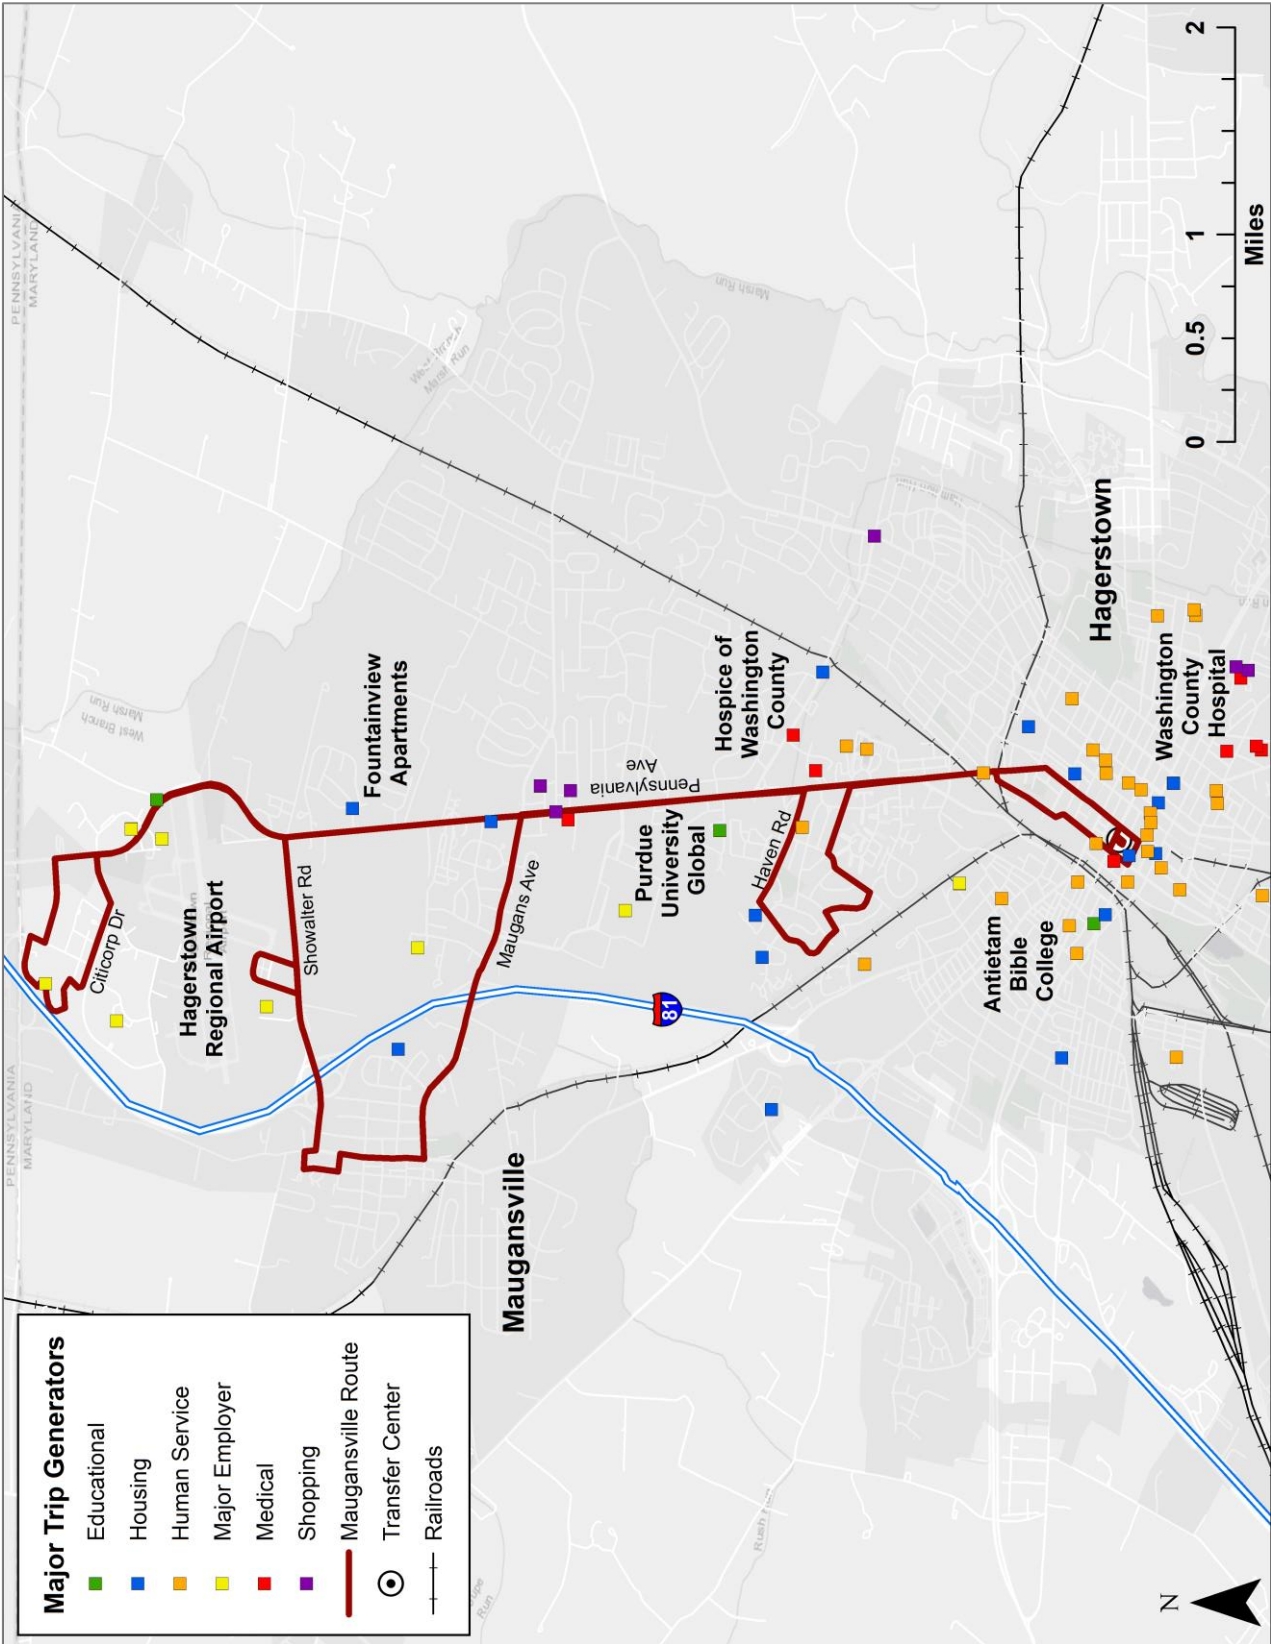 Major Trip Generators
Educational
Housing
Human Service
Major Employer
Medical
Shopping
Maugansville Route
Transfer Center
Railroads
N
PENNSYLVANIA
MARYLAND
PENNSYLVANIA
MARYLAND
Citicorp Dr
Hagerstown
Regional Airport
Showalter Rd
West Branch
Marsh Run
Fountainview
Apartments
Maugans Ave
Maugansville
81
Pennsylvania
Ave
Purdue
University
Global
Haven Rd
Hospice of
Washington
County
Marsh Run
Antietam
Bible
College
Hagerstown
Washington
County
Hospital
Run
0
0.5
1
2
Miles